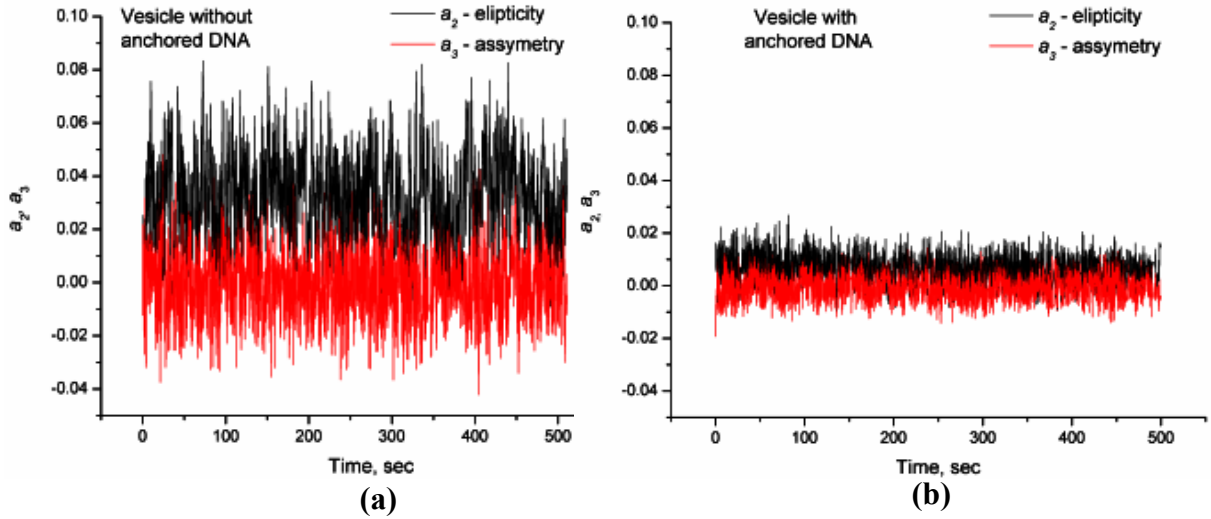 Vesicle without
anchored DNA
a2 - elipticity
a3 - assymetry
a2, a3
0.10
0.08
0.06
0.04
0.02
0.00
-0.02
-0.04
0 100 200 300 400 500
Time, sec
(a)
Vesicle with
anchored DNA
a2 - elipticity
a3 - assymetry
a2, a3
0.10
0.08
0.06
0.04
0.02
0.00
-0.02
-0.04
0 100 200 300 400 500
Time, sec
(b)